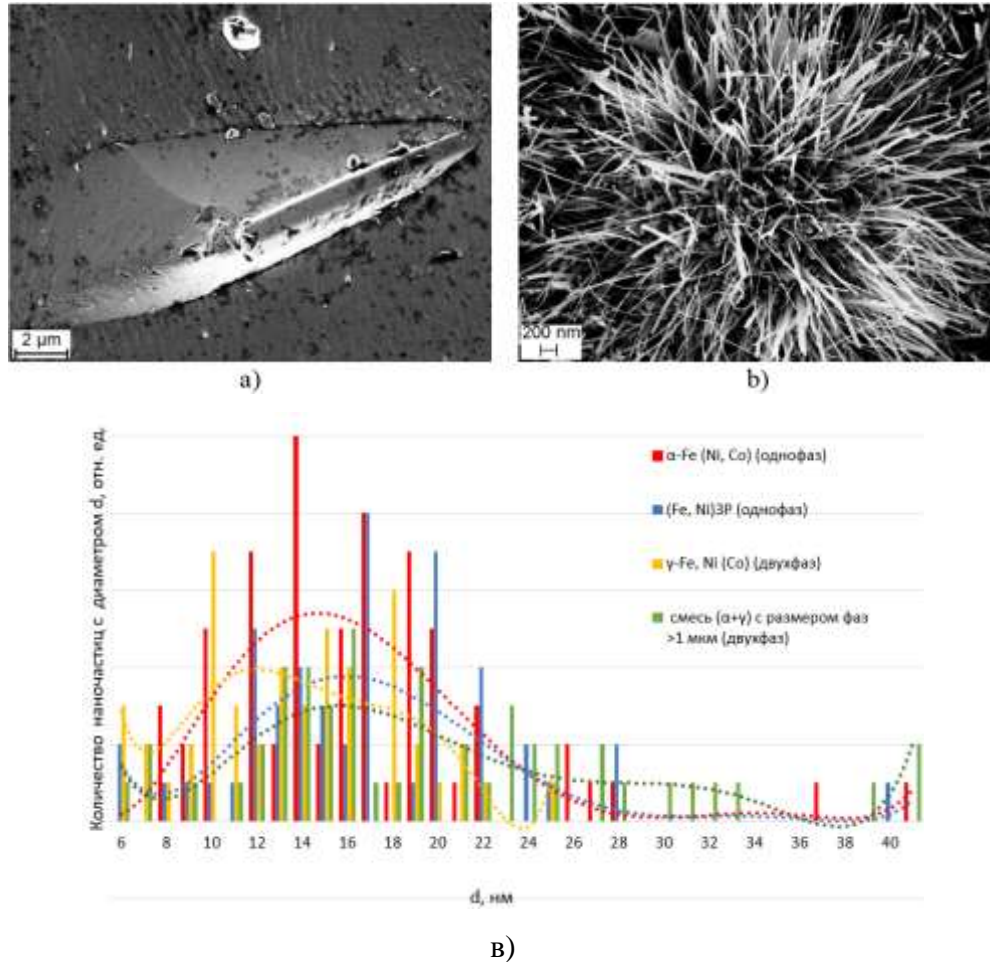 2 µm
200 nm
a)
b)
Количество наночастиц с диаметром d, отн. ед,
α-Fe (Ni, Co) (однофаз)
(Fe, Ni)3P (однофаз)
γ-Fe, Ni (Co) (двухфаз)
смесь (α+γ) с размером фаз
>1 мкм (двухфаз)
6 8 10 12 14 16 18 20 22 24 26 28 30 32 34 36 38 40
d, нм
в)